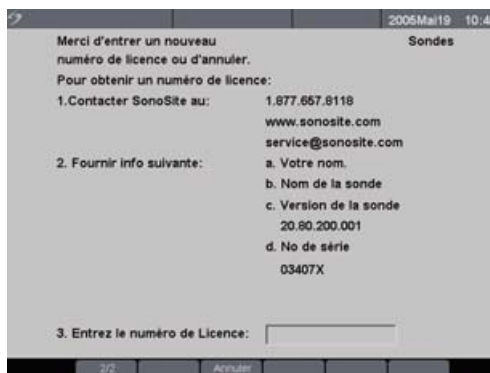 2005Mai19 10:4
Merci d'entrer un nouveau Sondes
numéro de licence ou d'annuler.
Pour obtenir un numéro de licence:
1.Contacter SonoSite au: 1.877.657.8118
www.sonosite.com
service@sonosite.com
2. Fournir info suivante: a. Votre nom.
b. Nom de la sonde
c. Version de la sonde
20.80.200.001
d. No de série
03407X
3. Entrez le numéro de Licence:
2/2 Annuler